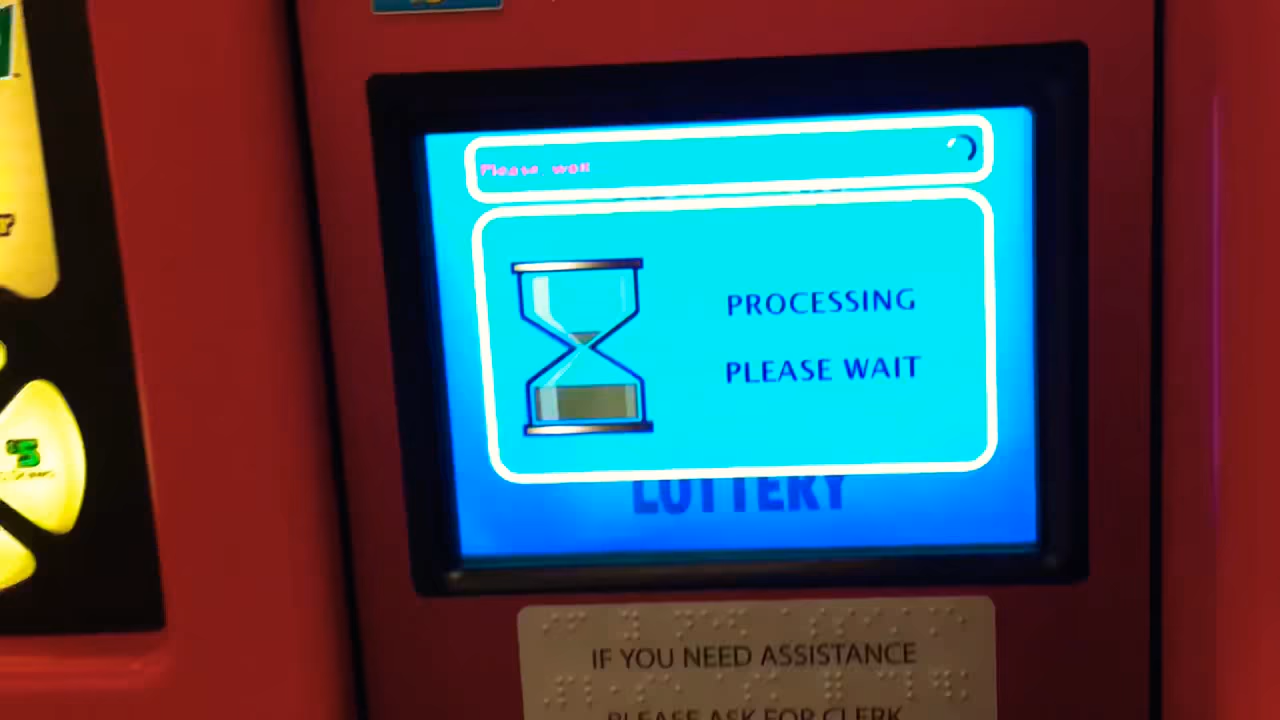 Please wait
PROCESSING
PLEASE WAIT
LOTTERY
IF YOU NEED ASSISTANCE
PLEASE ASK FOR CLERK